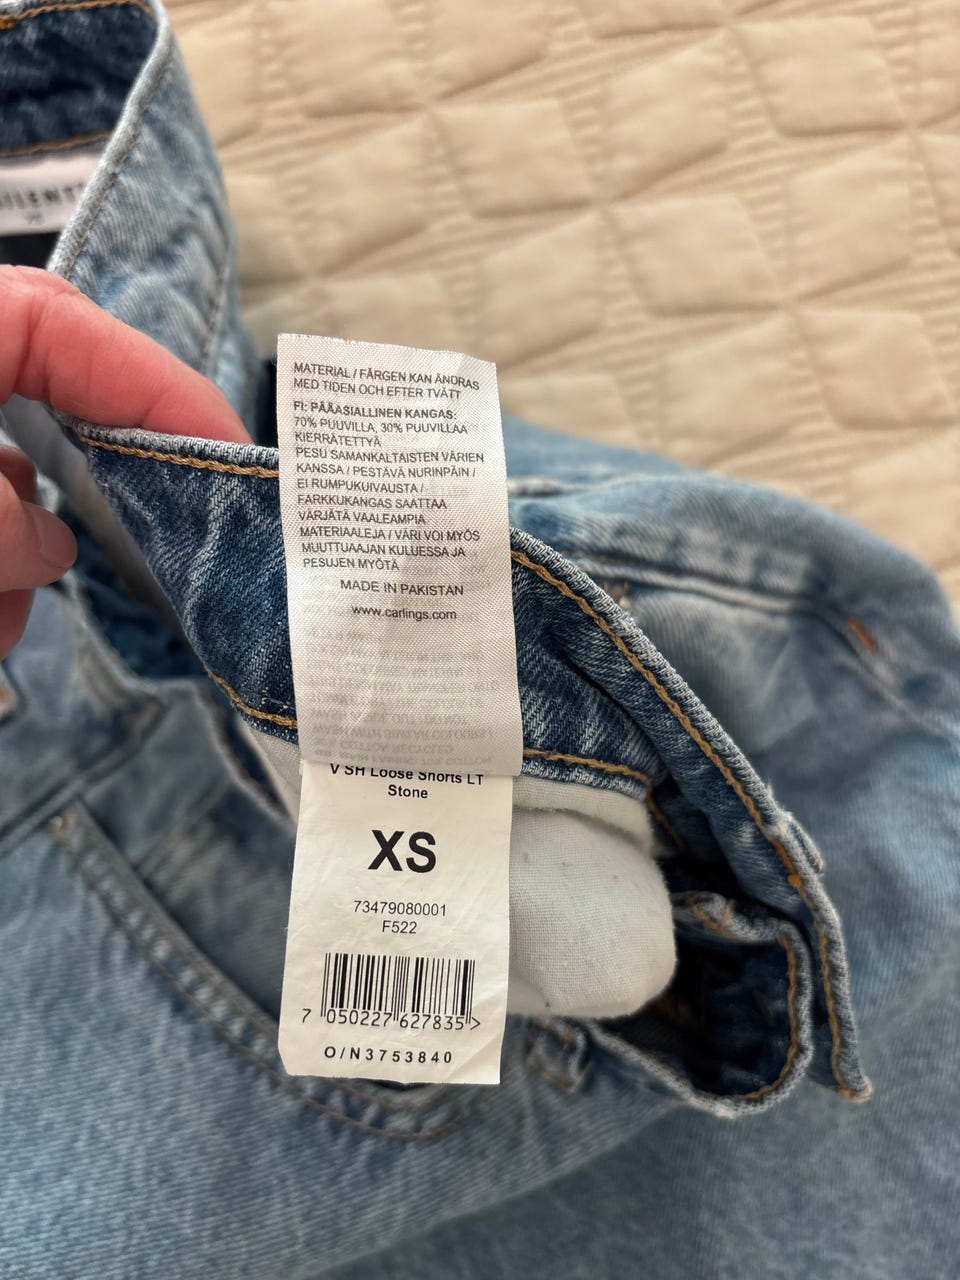 MATERIAL / FÄRGEN KAN ÄNDRAS
MED TIDEN OCH EFTER TVÄTT
FI: PÄÄASIALLINEN KANGAS:
70% PUUVILLA, 30% PUUVILLAA
KIERRÄTETTYÄ
PESU SAMANKALTAISTEN VÄRIEN
KANSSA / PESTÄVÄ NURINPÄIN /
EI RUMPUKUIVAUSTA /
FARKKUKANGAS SAATTAA
VÄRJÄTÄ VAALEAMPIA
MATERIAALEJA / VÄRI VOI MYÖS
MUUTTUAAJAN KULUESSA JA
PESUJEN MYÖTÄ
MADE IN PAKISTAN
www.carlings.com
V SH Loose Shorts LT
Stone
XS
73479080001
F522
7 050227 627835 >
O/N3753840